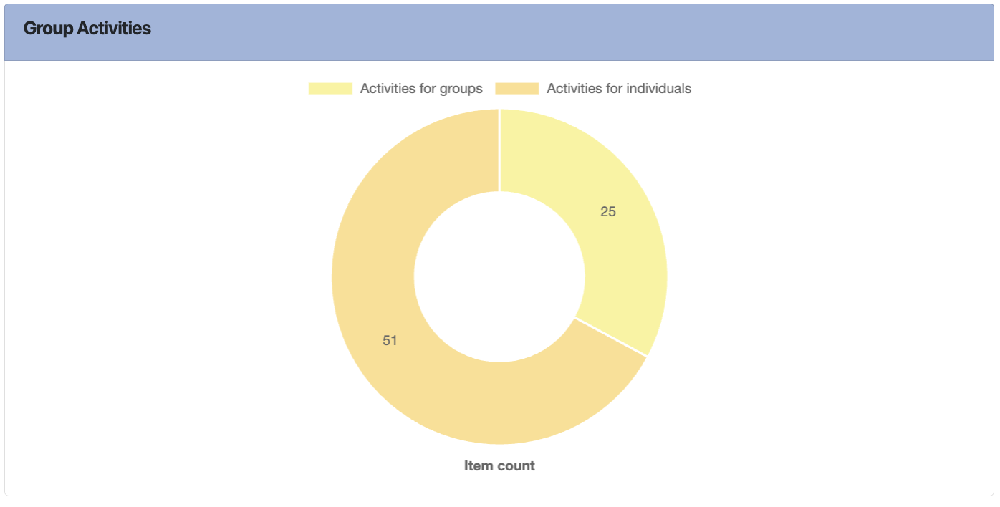 Group Activities
Activities for groups Activities for individuals
25
51
Item count